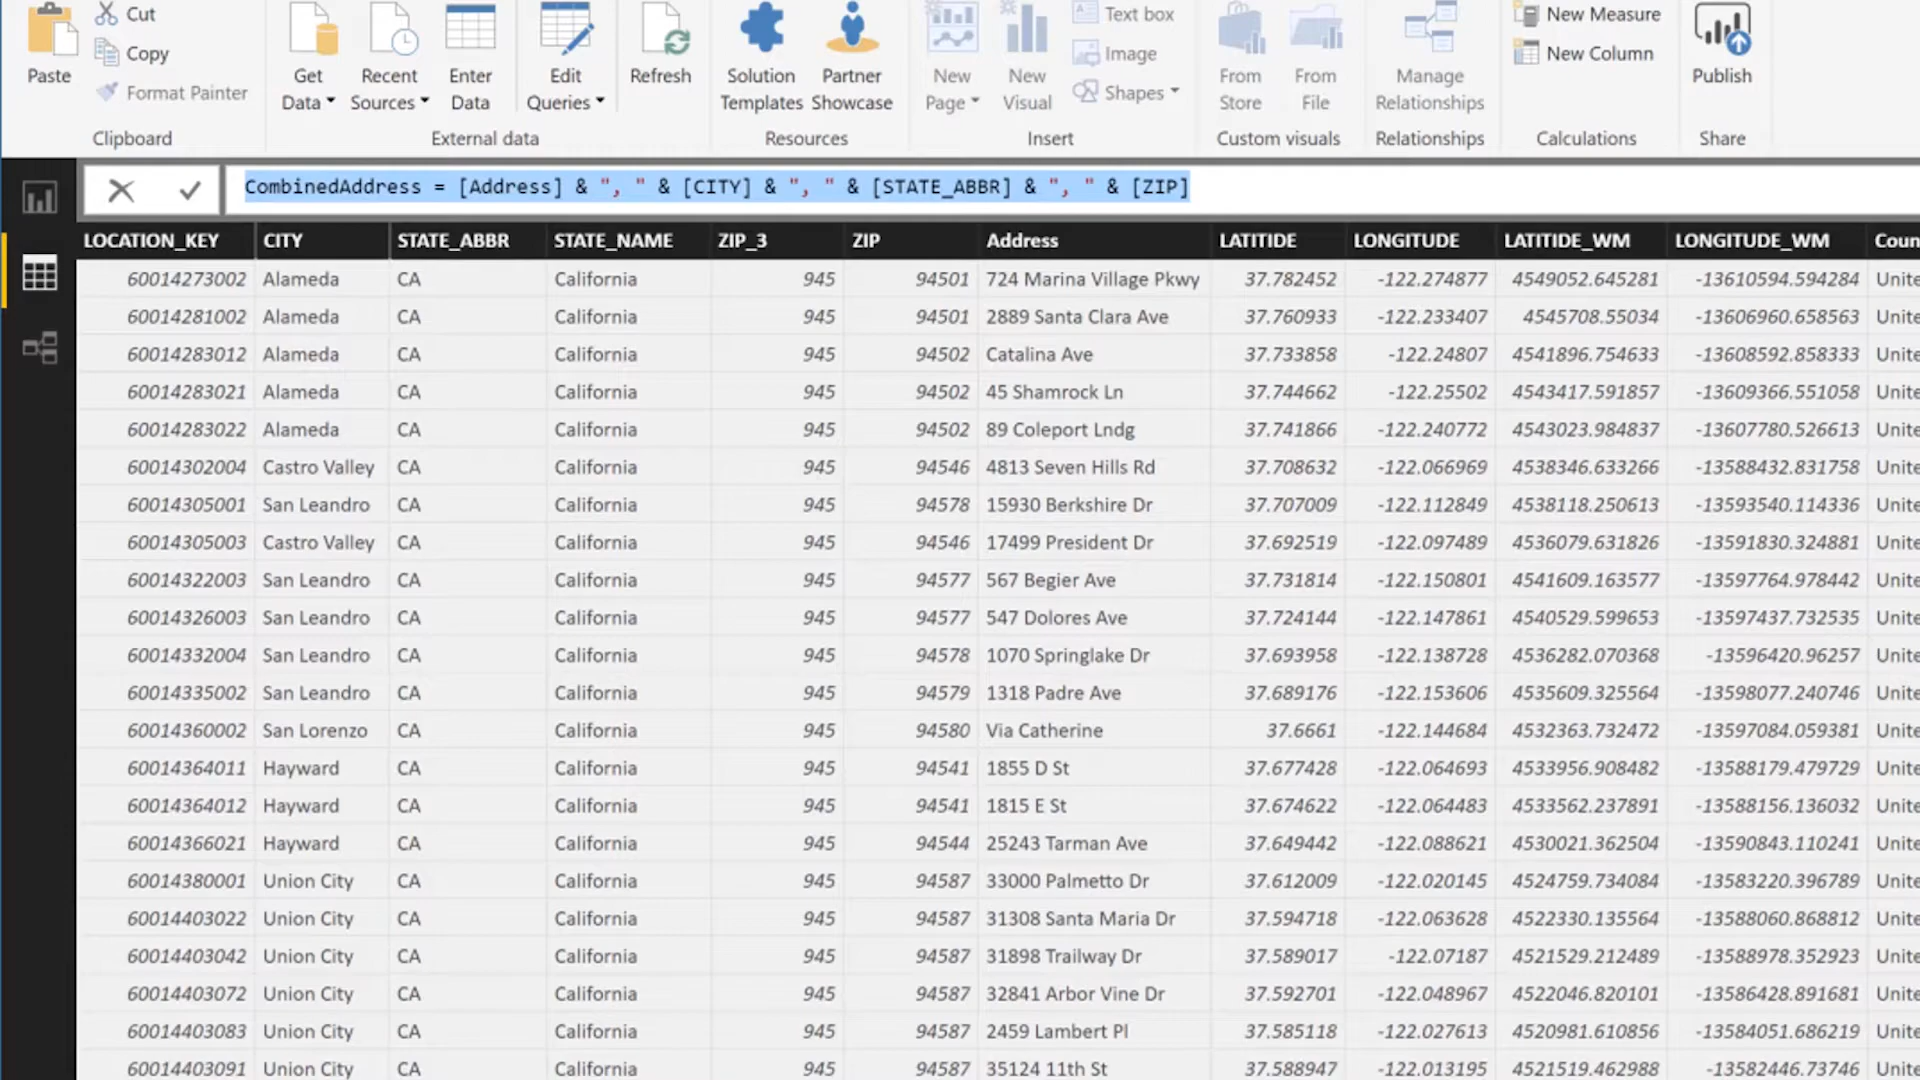 Cut
Copy
Format Painter
Paste
Clipboard
Get Data
Recent Sources
Enter Data
Edit Queries
External data
Refresh
Solution Templates
Partner Showcase
Resources
New Page
New Visual
Text box
Image
Shapes
Insert
From Store
From File
Custom visuals
Manage Relationships
Relationships
New Measure
New Column
Calculations
Publish
Share
CombinedAddress = [Address] & ", " & [CITY] & ", " & [STATE_ABBR] & ", " & [ZIP]
LOCATION_KEY CITY STATE_ABBR STATE_NAME ZIP_3 ZIP Address LATITIDE LONGITUDE LATITIDE_WM LONGITUDE_WM Coun
60014273002 Alameda CA California 945 94501 724 Marina Village Pkwy 37.782452 -122.274877 4549052.645281 -13610594.594284 Unite
60014281002 Alameda CA California 945 94501 2889 Santa Clara Ave 37.760933 -122.233407 4545708.55034 -13606960.658563 Unite
60014283012 Alameda CA California 945 94502 Catalina Ave 37.733858 -122.24807 4541896.754633 -13608592.858333 Unite
60014283021 Alameda CA California 945 94502 45 Shamrock Ln 37.744662 -122.25502 4543417.591857 -13609366.551058 Unite
60014283022 Alameda CA California 945 94502 89 Coleport Lndg 37.741866 -122.240772 4543023.984837 -13607780.526613 Unite
60014302004 Castro Valley CA California 945 94546 4813 Seven Hills Rd 37.708632 -122.066969 4538346.633266 -13588432.831758 Unite
60014305001 San Leandro CA California 945 94578 15930 Berkshire Dr 37.707009 -122.112849 4538118.250613 -13593540.114336 Unite
60014305003 Castro Valley CA California 945 94546 17499 President Dr 37.692519 -122.097489 4536079.631826 -13591830.324881 Unite
60014322003 San Leandro CA California 945 94577 567 Begier Ave 37.731814 -122.150801 4541609.163577 -13597764.978442 Unite
60014326003 San Leandro CA California 945 94577 547 Dolores Ave 37.724144 -122.147861 4540529.599653 -13597437.732535 Unite
60014332004 San Leandro CA California 945 94578 1070 Springlake Dr 37.693958 -122.138728 4536282.070368 -13596420.96257 Unite
60014335002 San Leandro CA California 945 94579 1318 Padre Ave 37.689176 -122.153606 4535609.325564 -13598077.240746 Unite
60014360002 San Lorenzo CA California 945 94580 Via Catherine 37.6661 -122.144684 4532363.732472 -13597084.059381 Unite
60014364011 Hayward CA California 945 94541 1855 D St 37.677428 -122.064693 4533956.908482 -13588179.479729 Unite
60014364012 Hayward CA California 945 94541 1815 E St 37.674622 -122.064483 4533562.237891 -13588156.136032 Unite
60014366021 Hayward CA California 945 94544 25243 Tarman Ave 37.649442 -122.088621 4530021.362504 -13590843.110241 Unite
60014380001 Union City CA California 945 94587 33000 Palmetto Dr 37.612009 -122.020145 4524759.734084 -13583220.396789 Unite
60014403022 Union City CA California 945 94587 31308 Santa Maria Dr 37.594718 -122.063628 4522330.135564 -13588060.868812 Unite
60014403042 Union City CA California 945 94587 31898 Trailway Dr 37.589017 -122.07187 4521529.212489 -13588978.352923 Unite
60014403072 Union City CA California 945 94587 32841 Arbor Vine Dr 37.592701 -122.048967 4522046.820101 -13586428.891681 Unite
60014403083 Union City CA California 945 94587 2459 Lambert Pl 37.585118 -122.027613 4520981.610856 -13584051.686219 Unite
60014403091 Union City CA California 945 94587 35124 11th St 37.588947 -122.013195 4521519.462988 -13582446.73746 Unite